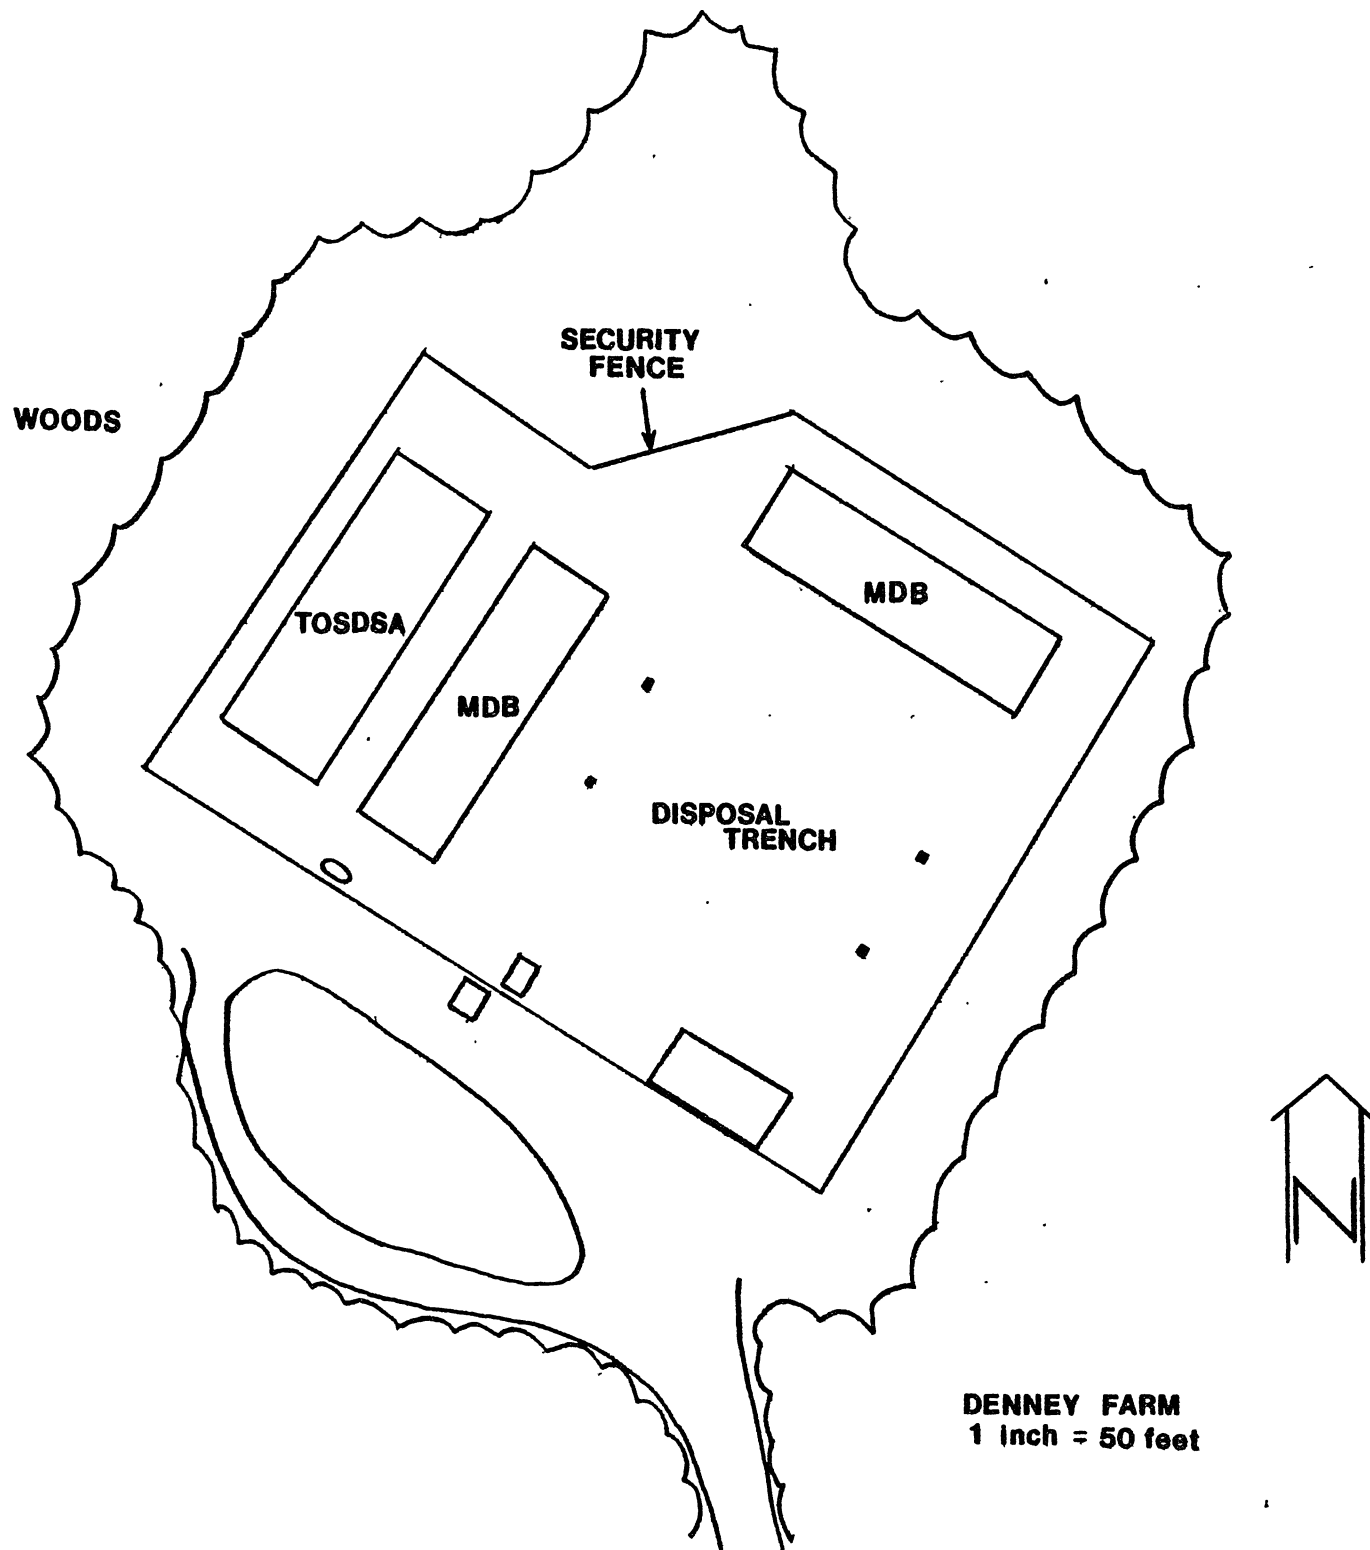 SECURITY
FENCE
WOODS
MDB
TOSDSA
MDB
DISPOSAL
TRENCH
N
DENNEY FARM
1 inch = 50 feet